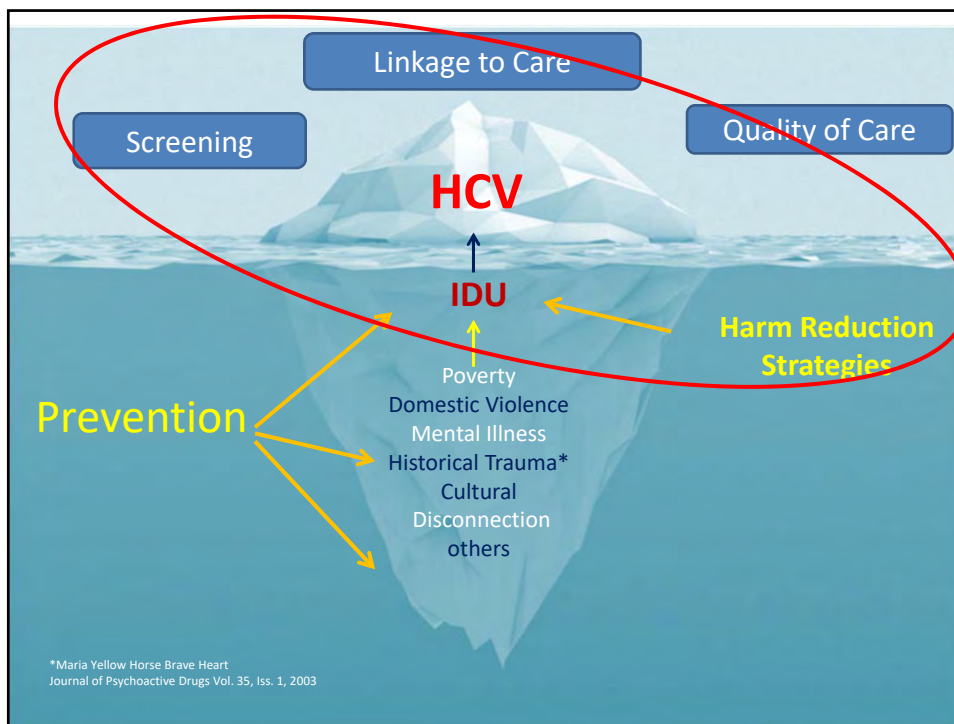 Linkage to Care
Screening
Quality of Care
HCV
IDU
Harm Reduction
Strategies
Prevention
Poverty
Domestic Violence
Mental Illness
Historical Trauma*
Cultural
Disconnection
others
*Maria Yellow Horse Brave Heart
Journal of Psychoactive Drugs Vol. 35, Iss. 1, 2003